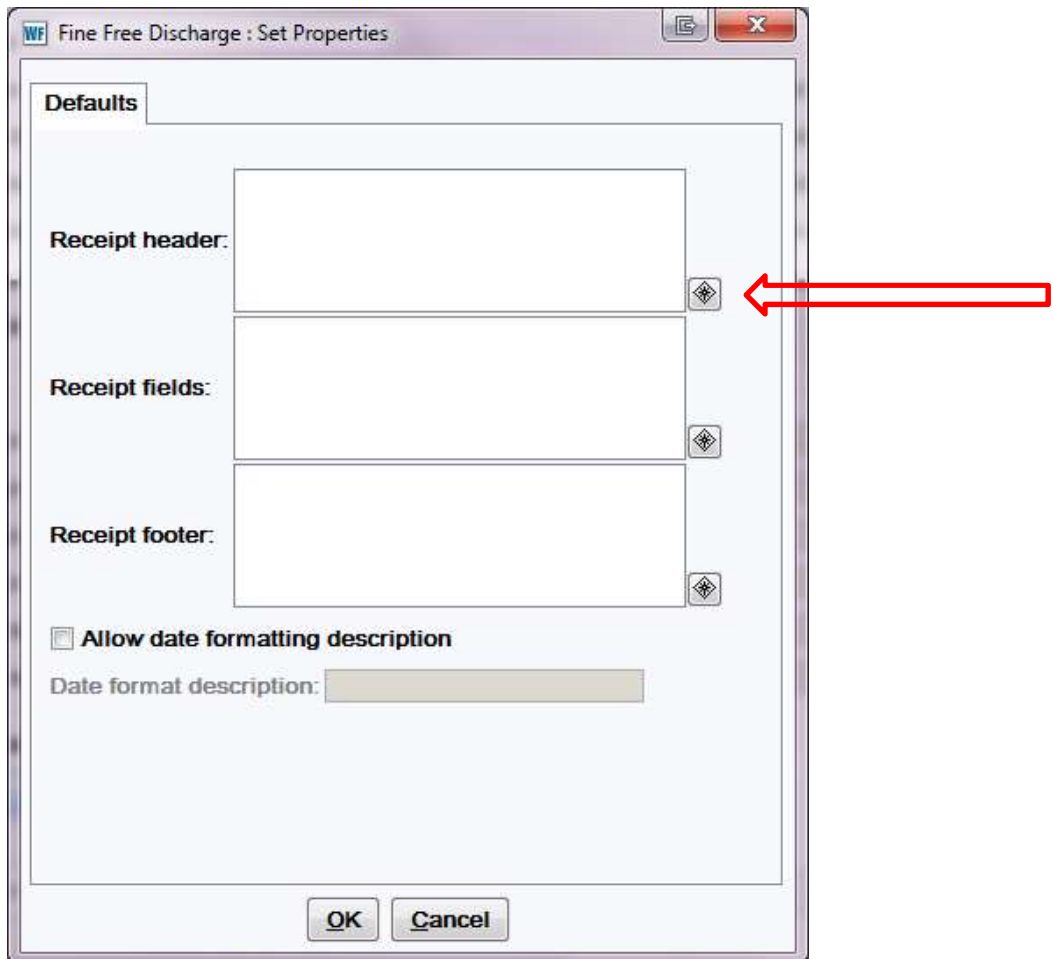 WF Fine Free Discharge : Set Properties
Defaults
Receipt header:
Receipt fields:
Receipt footer:
Allow date formatting description
Date format description:
OK Cancel